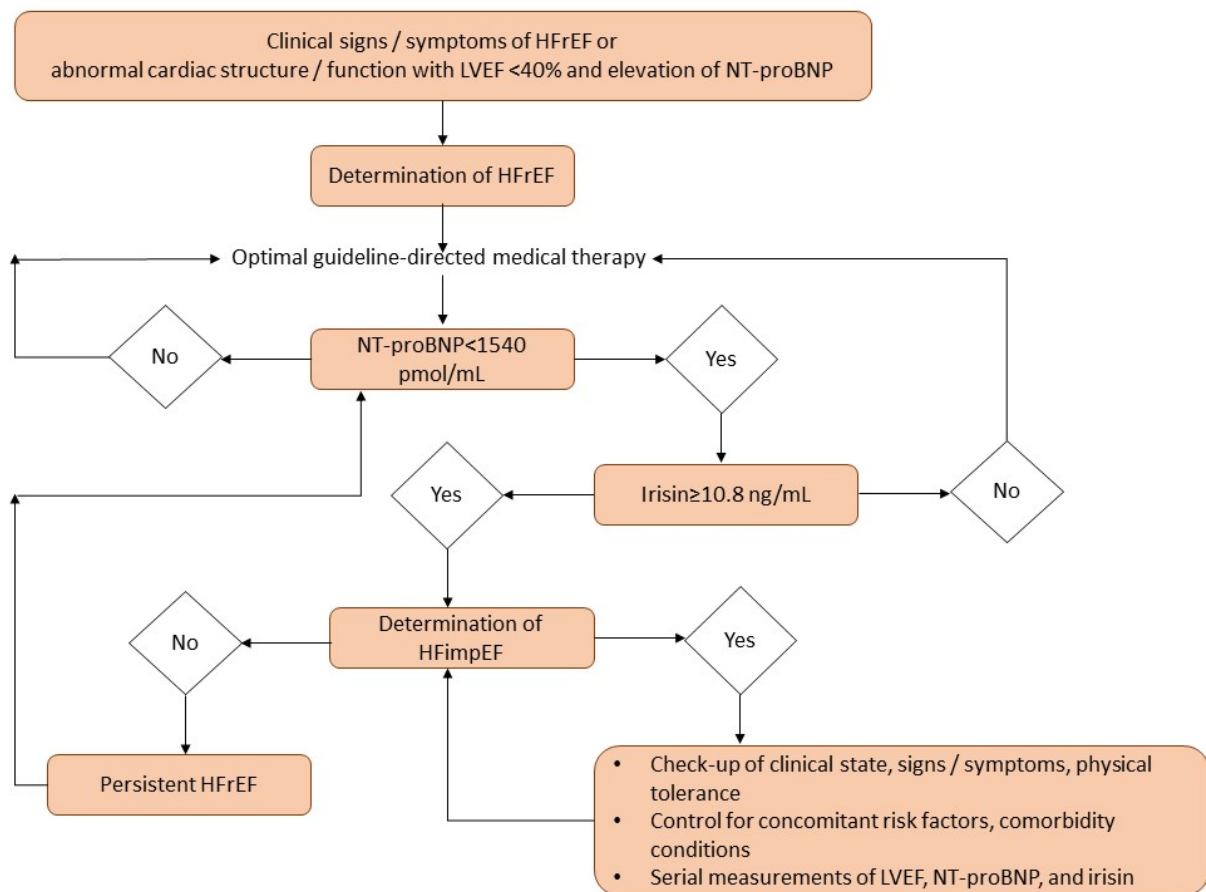 Clinical signs / symptoms of HFrEF or
abnormal cardiac structure / function with LVEF <40% and elevation of NT-proBNP
Determination of HFrEF
Optimal guideline-directed medical therapy
No
NT-proBNP<1540
pmol/mL
Yes
Yes
Irisin≥10.8 ng/mL
No
No
Determination of
HFimpEF
Yes
Persistent HFrEF
• Check-up of clinical state, signs / symptoms, physical
tolerance
• Control for concomitant risk factors, comorbidity
conditions
• Serial measurements of LVEF, NT-proBNP, and irisin